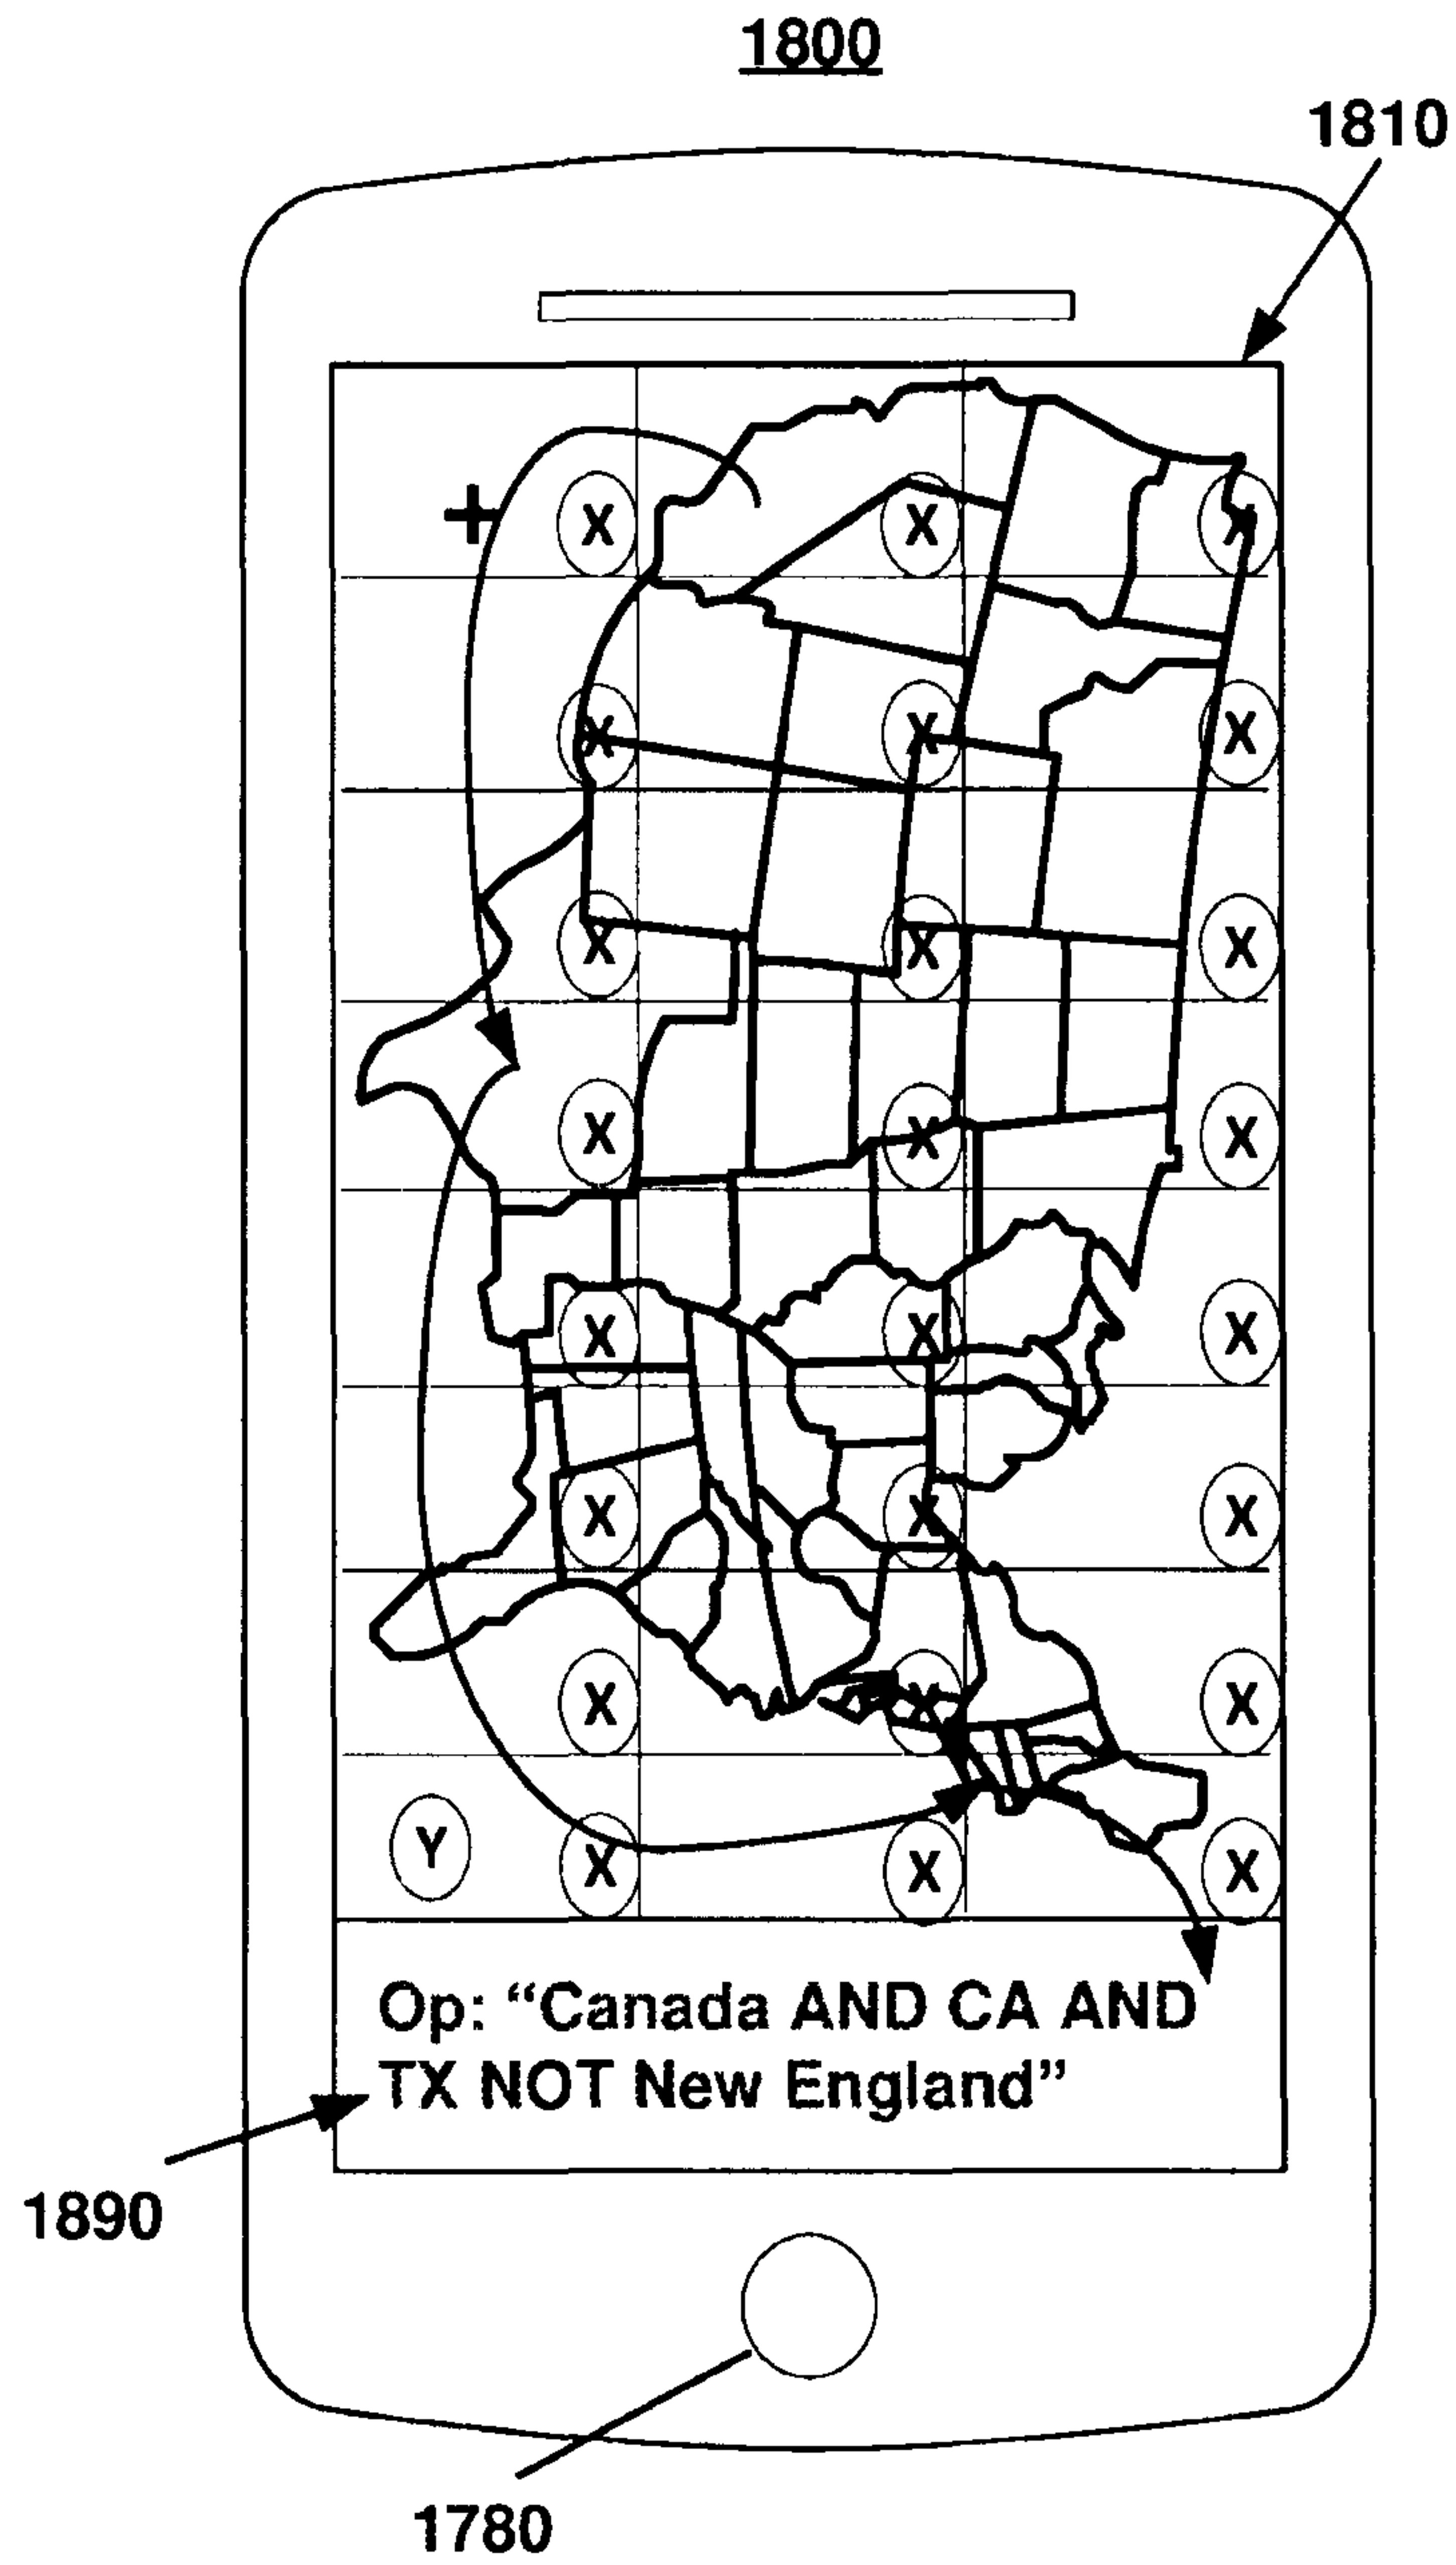 1800
1810
+ X X X
X X X
X X X
X X X
X X X
X X X
X X X
Y X X X
Op: “Canada AND CA AND
TX NOT New England”
1890
1780